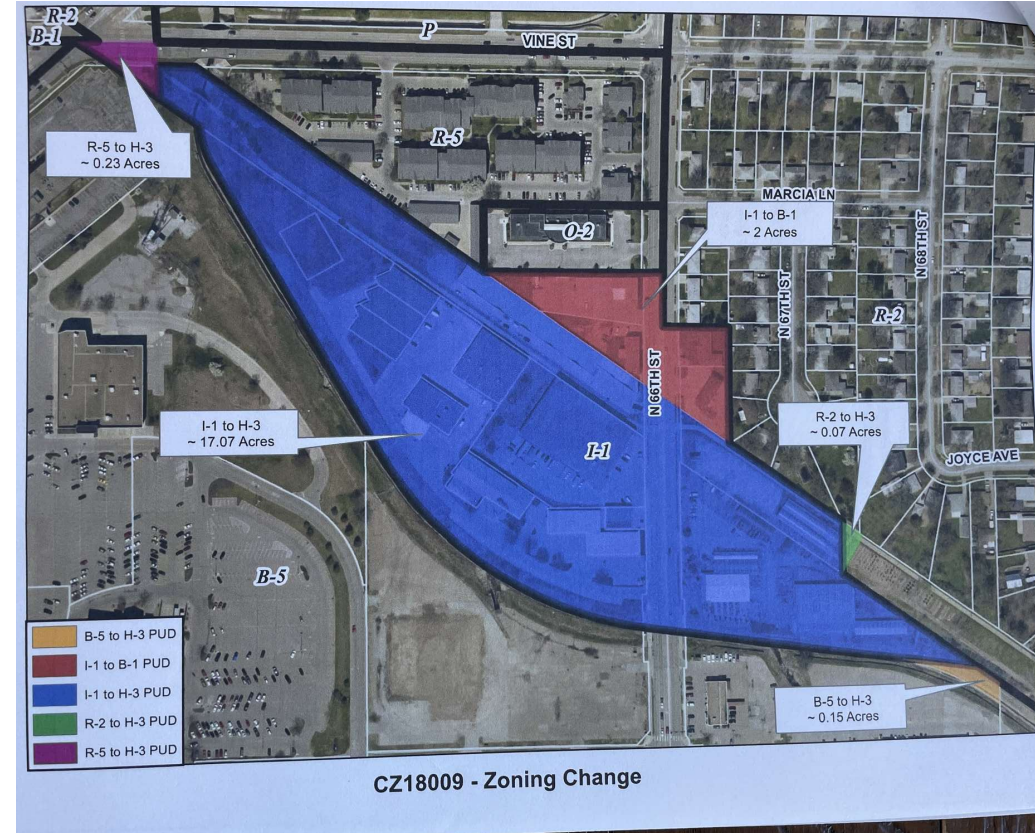 R-2
B-1
P
VINE ST
R-5 to H-3
~ 0.23 Acres
R-5
MARCIA LN
I-1 to B-1
~ 2 Acres
O-2
N 67TH ST
N 68TH ST
R-2
N 66TH ST
R-2 to H-3
~ 0.07 Acres
I-1 to H-3
~ 17.07 Acres
I-1
JOYCE AVE
B-5
B-5 to H-3 PUD
I-1 to B-1 PUD
I-1 to H-3 PUD
R-2 to H-3 PUD
R-5 to H-3 PUD
B-5 to H-3
~ 0.15 Acres
CZ18009 - Zoning Change